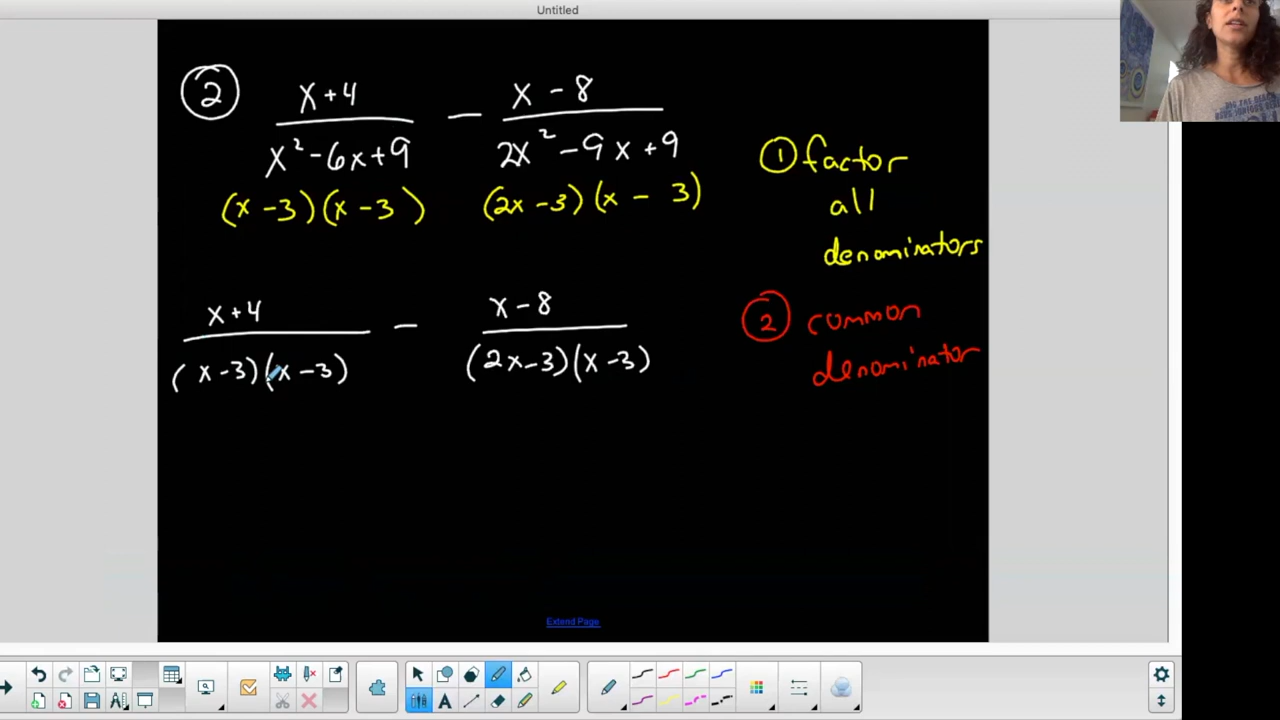 Untitled
② x+4 / x²-6x+9 - x-8 / 2x²-9x+9
(x-3)(x-3) (2x-3)(x-3)
① factor
all
denominators
x+4 / (x-3)(x-3) - x-8 / (2x-3)(x-3)
② common
denominator
Extend Page